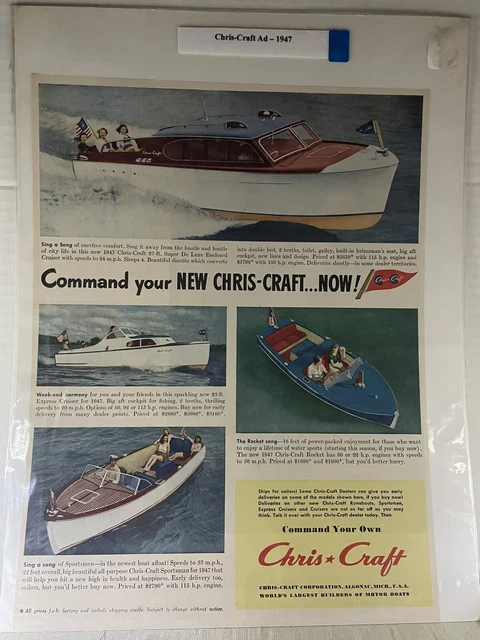 Chris-Craft Ad – 1947
Sing a Song of carefree comfort. Sing it away from the hustle and bustle
of city life in this new 1947 Chris-Craft 27-ft. Super De Luxe Enclosed
Cruiser with speeds to 24 m.p.h. Sleeps 4. Beautiful dinette which converts
into double bed, 2 berths, toilet, galley, built-in helmsman's seat, big aft
cockpit, new lines and design. Priced at with 115 h.p. engine and
with 130 h.p. engine. Deliveries shortly—in some dealer territories.
Command your NEW CHRIS-CRAFT...NOW!
Chris-Craft
Week-end harmony for you and your friends in this sparkling new 23-ft.
Express Cruiser for 1947. Big aft cockpit for fishing, 2 berths, thrilling
speeds to m.p.h. Options of 60, 92 or 115 h.p. engines. Buy now for early
delivery from many dealer points. Priced at
The Rocket song—16 feet of power-packed enjoyment for those who want
to enjoy a lifetime of water sports (starting this season, if you buy now).
The new 1947 Chris-Craft Rocket has 60 or 92 h.p. engines with speeds
to 36 m.p.h. Priced at $1690* and but you'd better hurry.
Sing a song of Sportsmen—in the newest boat afloat! Speeds to m.p.h.,
22 feet overall, big beautiful all-purpose Chris-Craft Sportsman for 1947 that
will help you hit a new high in health and happiness. Early delivery too,
sailors, but you'd better buy now. Priced at $2790* with 115 h.p. engine.
Ships for sailors! Some Chris-Craft Dealers can give you early
deliveries on some of the models shown here, if you buy now!
Deliveries on other new Chris-Craft Runabouts, Sportsmen,
Express Cruisers and Cruisers are not as far off as you may
think. Talk it over with your Chris-Craft dealer today. Then
Command Your Own
Chris ★ Craft
CHRIS-CRAFT CORPORATION, ALGONAC, MICH., U.S.A.
WORLD'S LARGEST BUILDERS OF MOTOR BOATS
* All prices f.o.b. factory and include shipping cradle. Subject to change without notice.